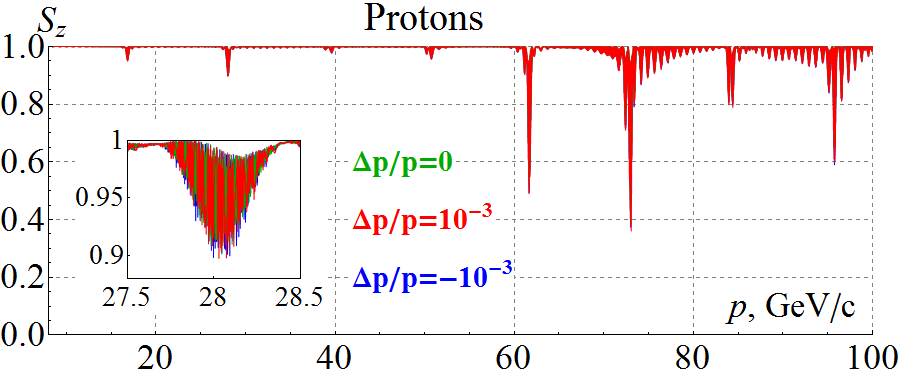 Protons
S_z
1.0
0.8
0.6
0.4
0.2
0.0
1
0.95
0.9
27.5 28 28.5
Δp/p=0
Δp/p=10⁻³
Δp/p=−10⁻³
p, GeV/c
20 40 60 80 100